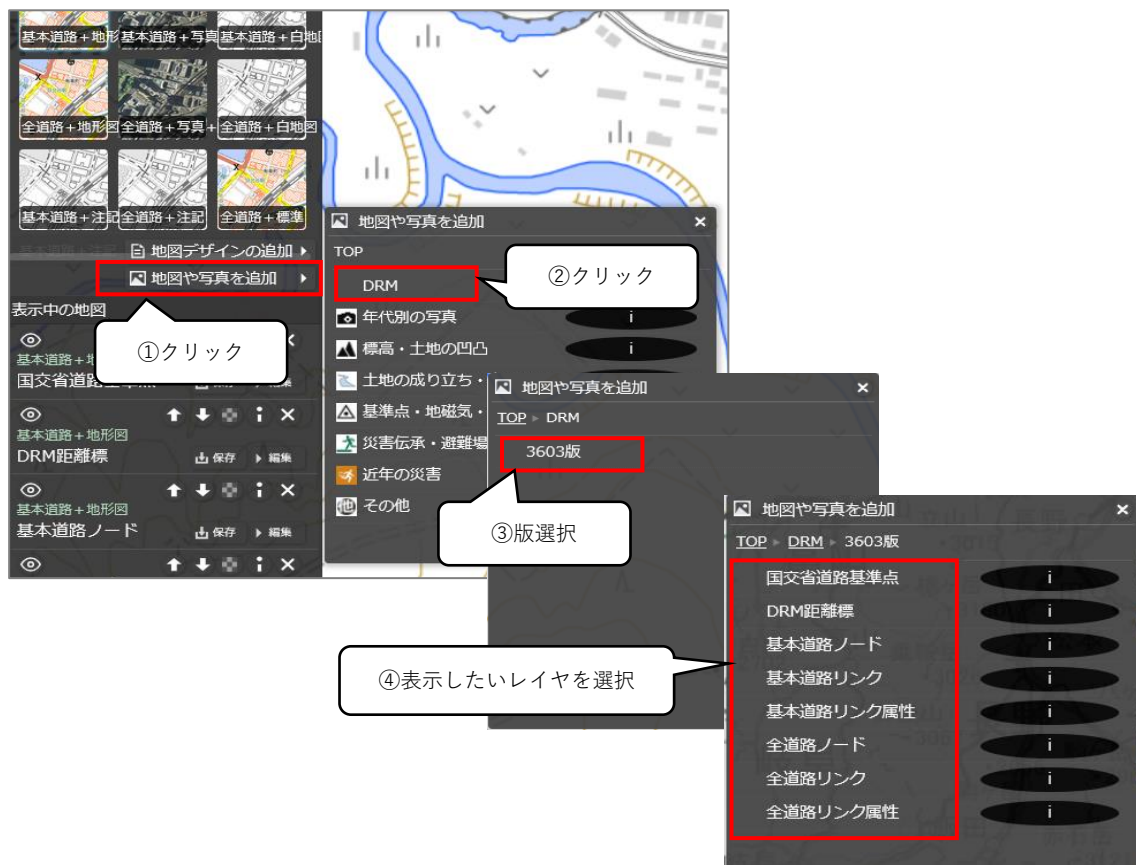 基本道路+地形
基本道路+写真
基本道路+白地
全道路+地形図
全道路+写真+
全道路+白地図
基本道路+注記
全道路+注記
全道路+標準
地図デザインの追加
地図や写真を追加
表示中の地図
①クリック
基本道路+地
国交省道路基準点
編集
基本道路+地形図
DRM距離標
保存
編集
基本道路+地形図
基本道路ノード
保存
編集
地図や写真を追加
TOP
DRM
②クリック
年代別の写真
i
標高・土地の凹凸
i
土地の成り立ち・
基準点・地磁気・
災害伝承・避難場
近年の災害
他 その他
地図や写真を追加
TOP ▸ DRM
3603版
③版選択
地図や写真を追加
TOP ▸ DRM ▸ 3603版
国交省道路基準点 i
DRM距離標 i
基本道路ノード i
基本道路リンク i
基本道路リンク属性 i
全道路ノード i
全道路リンク i
全道路リンク属性 i
④表示したいレイヤを選択